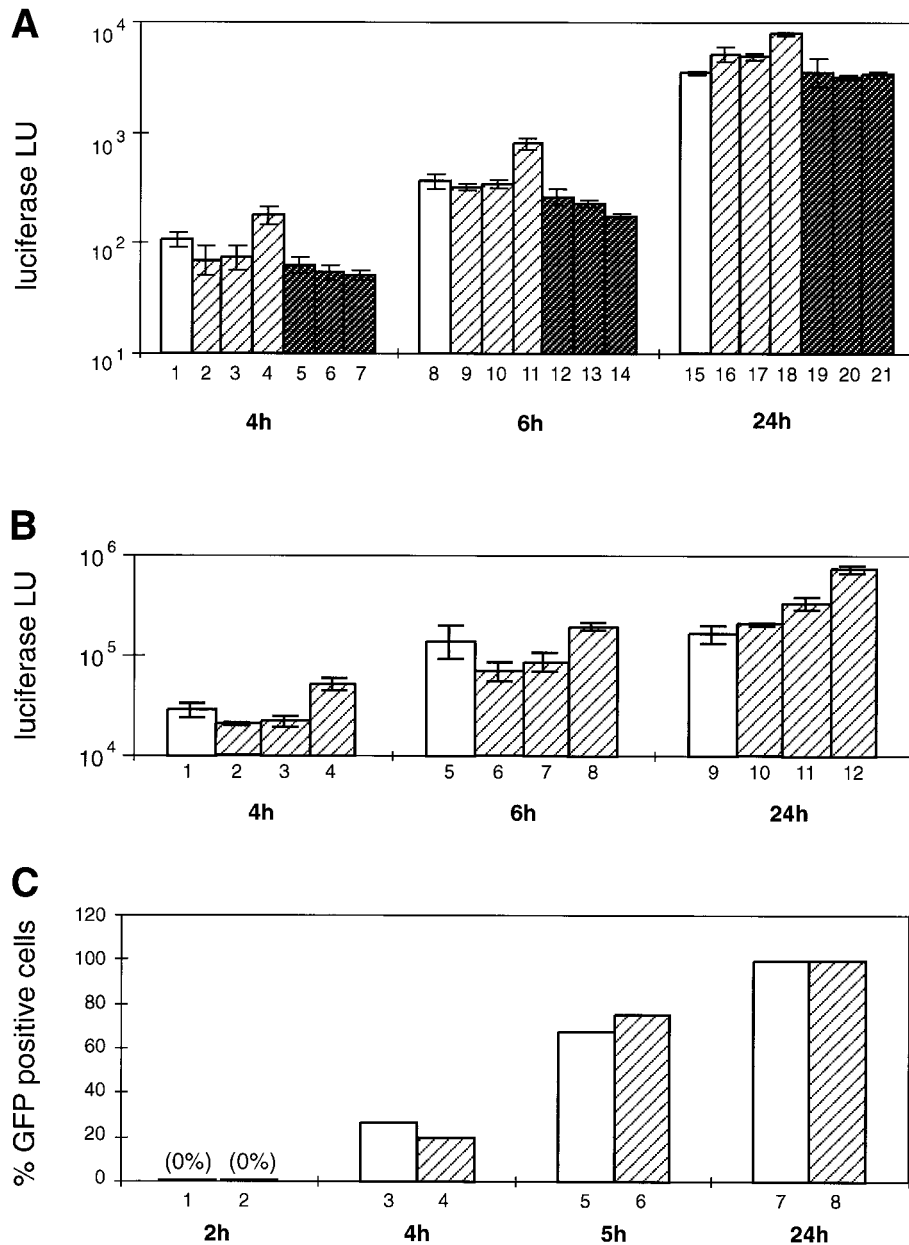 A
luciferase LU
10^4
10^3
10^2
10^1
1 2 3 4 5 6 7 8 9 10 11 12 13 14 15 16 17 18 19 20 21
4h 6h 24h
B
luciferase LU
10^6
10^5
10^4
1 2 3 4 5 6 7 8 9 10 11 12
4h 6h 24h
C
% GFP positive cells
120
100
80
60
40
20
0
(0%) (0%)
1 2 3 4 5 6 7 8
2h 4h 5h 24h